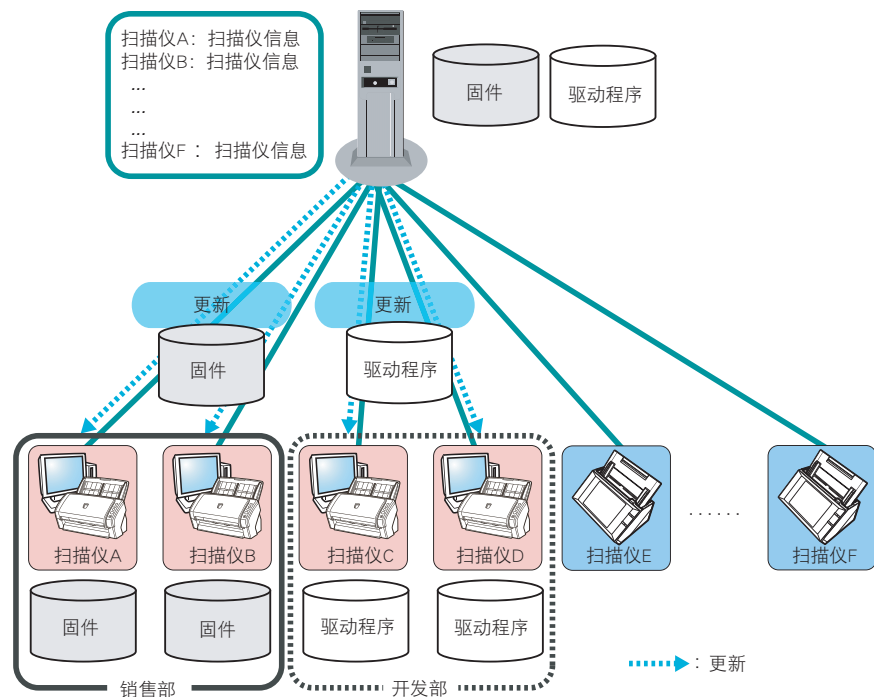 扫描仪A：扫描仪信息
扫描仪B：扫描仪信息
...
...
...
扫描仪F ： 扫描仪信息
固件
驱动程序
更新
更新
固件
驱动程序
扫描仪A
扫描仪B
扫描仪C
扫描仪D
扫描仪E
......
扫描仪F
固件
固件
驱动程序
驱动程序
：更新
销售部
开发部